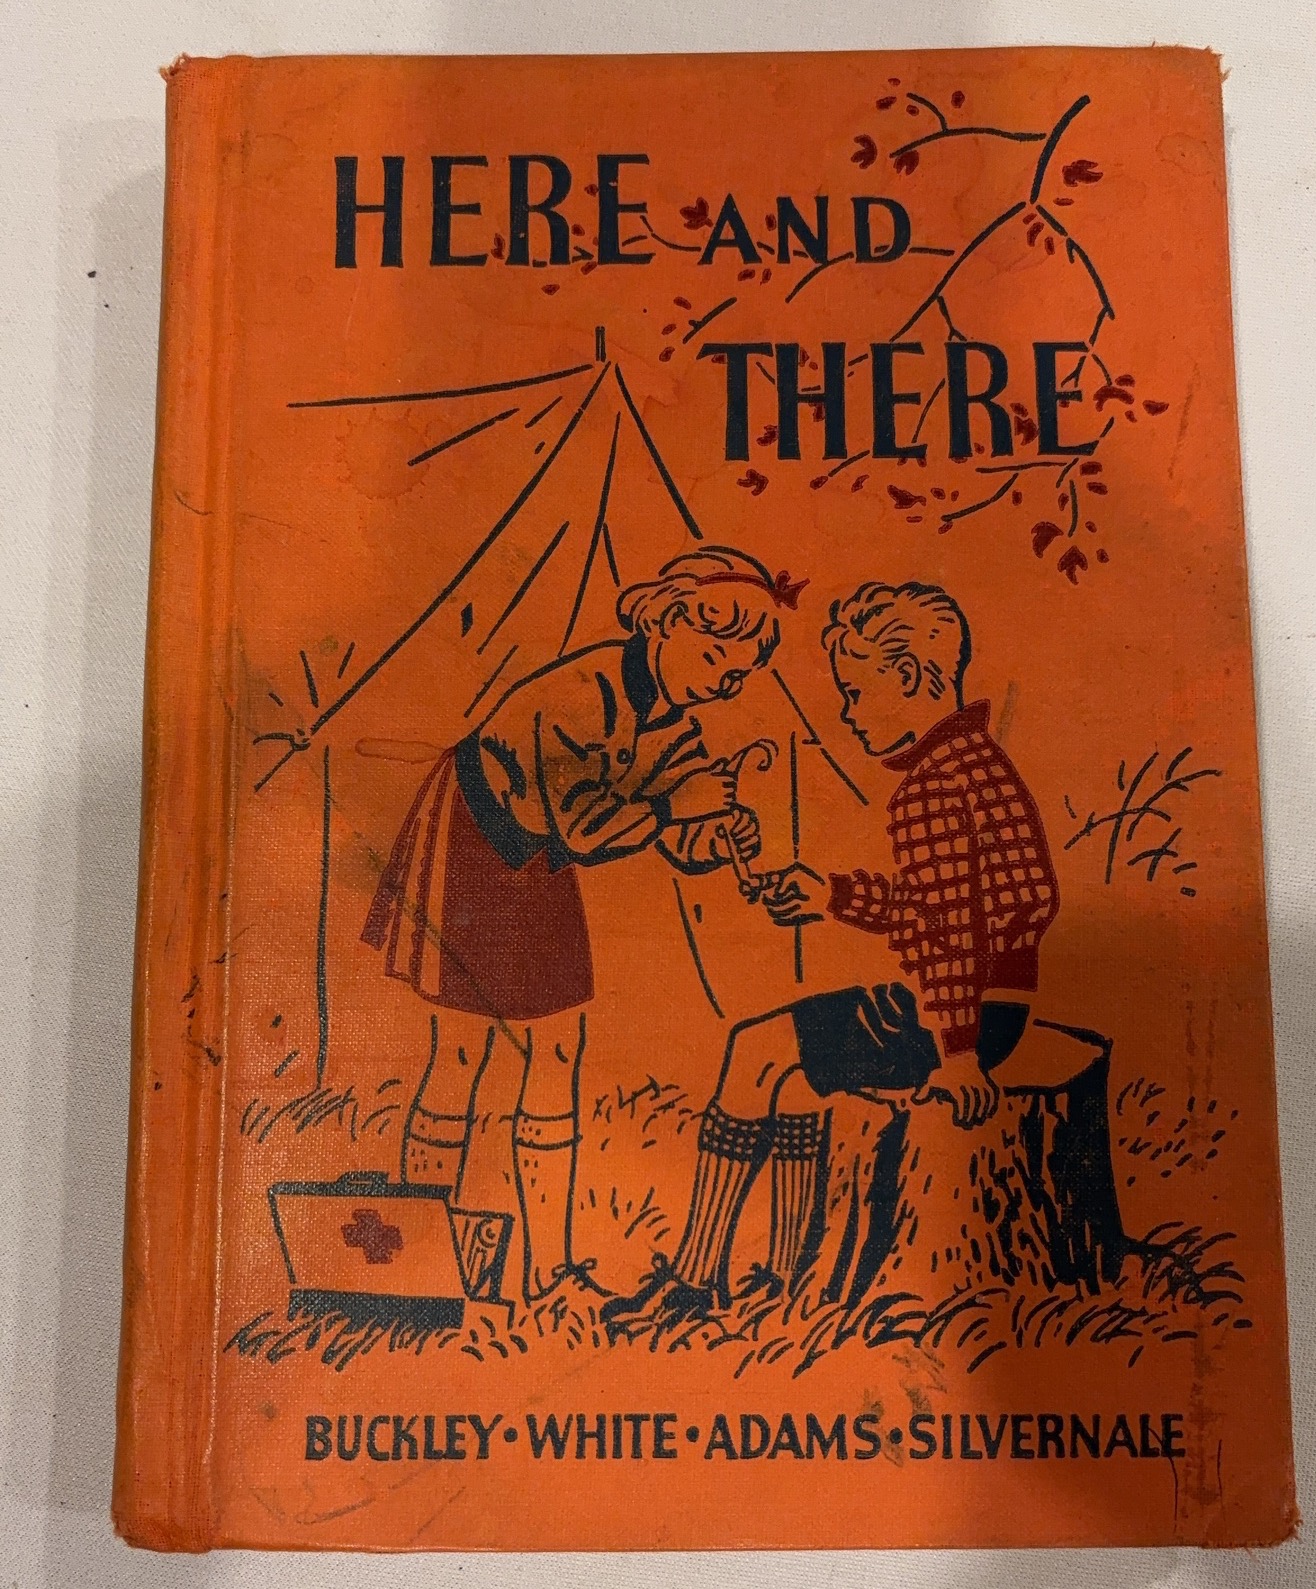 HERE AND
THERE
BUCKLEY • WHITE • ADAMS • SILVERNALE